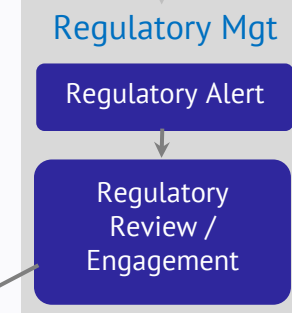 Regulatory Mgt
Regulatory Alert
Regulatory
Review /
Engagement